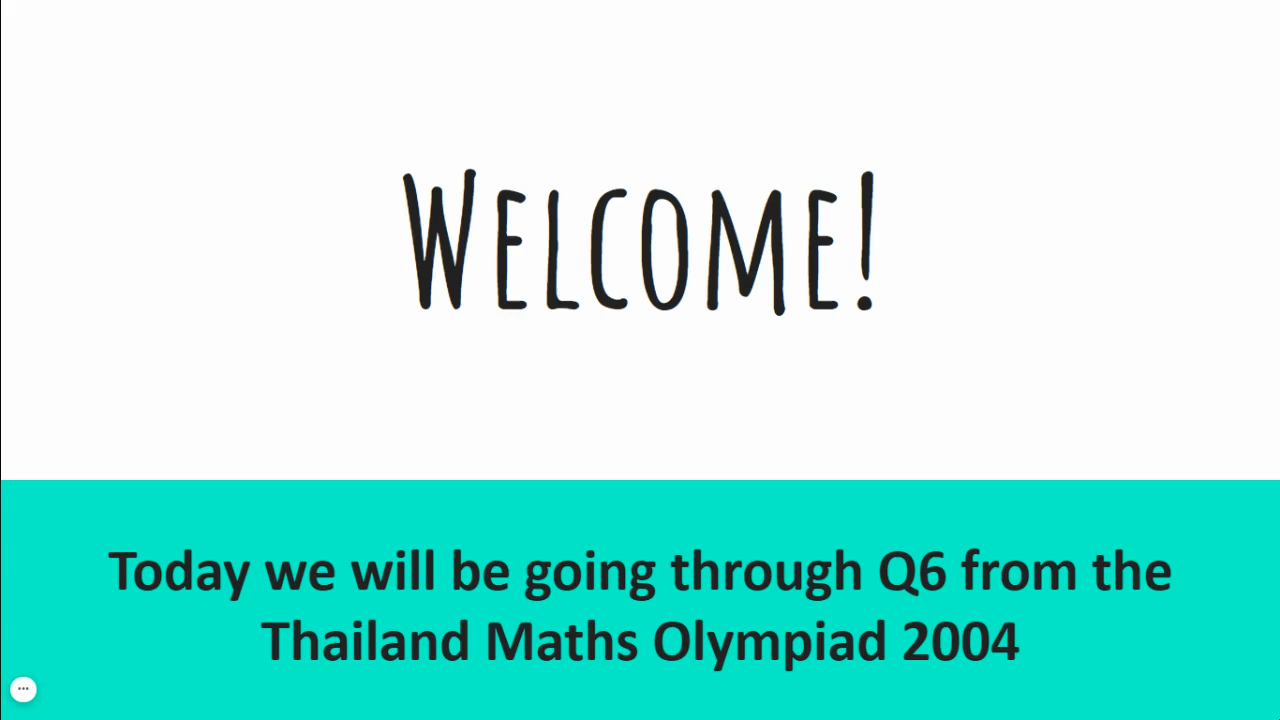 WELCOME!
Today we will be going through Q6 from the
Thailand Maths Olympiad 2004